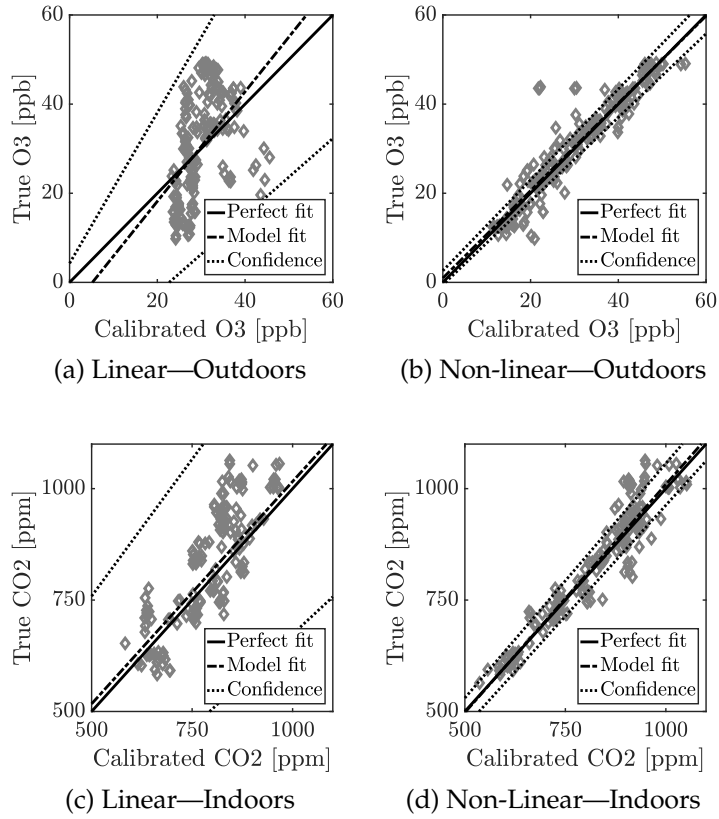 60
40
20
0
0 20 40 60
True O3 [ppb]
Calibrated O3 [ppb]
Perfect fit
Model fit
Confidence
(a) Linear—Outdoors
60
40
20
0
0 20 40 60
True O3 [ppb]
Calibrated O3 [ppb]
Perfect fit
Model fit
Confidence
(b) Non-linear—Outdoors
1000
750
500
500 750 1000
True CO2 [ppm]
Calibrated CO2 [ppm]
Perfect fit
Model fit
Confidence
(c) Linear—Indoors
1000
750
500
500 750 1000
True CO2 [ppm]
Calibrated CO2 [ppm]
Perfect fit
Model fit
Confidence
(d) Non-Linear—Indoors